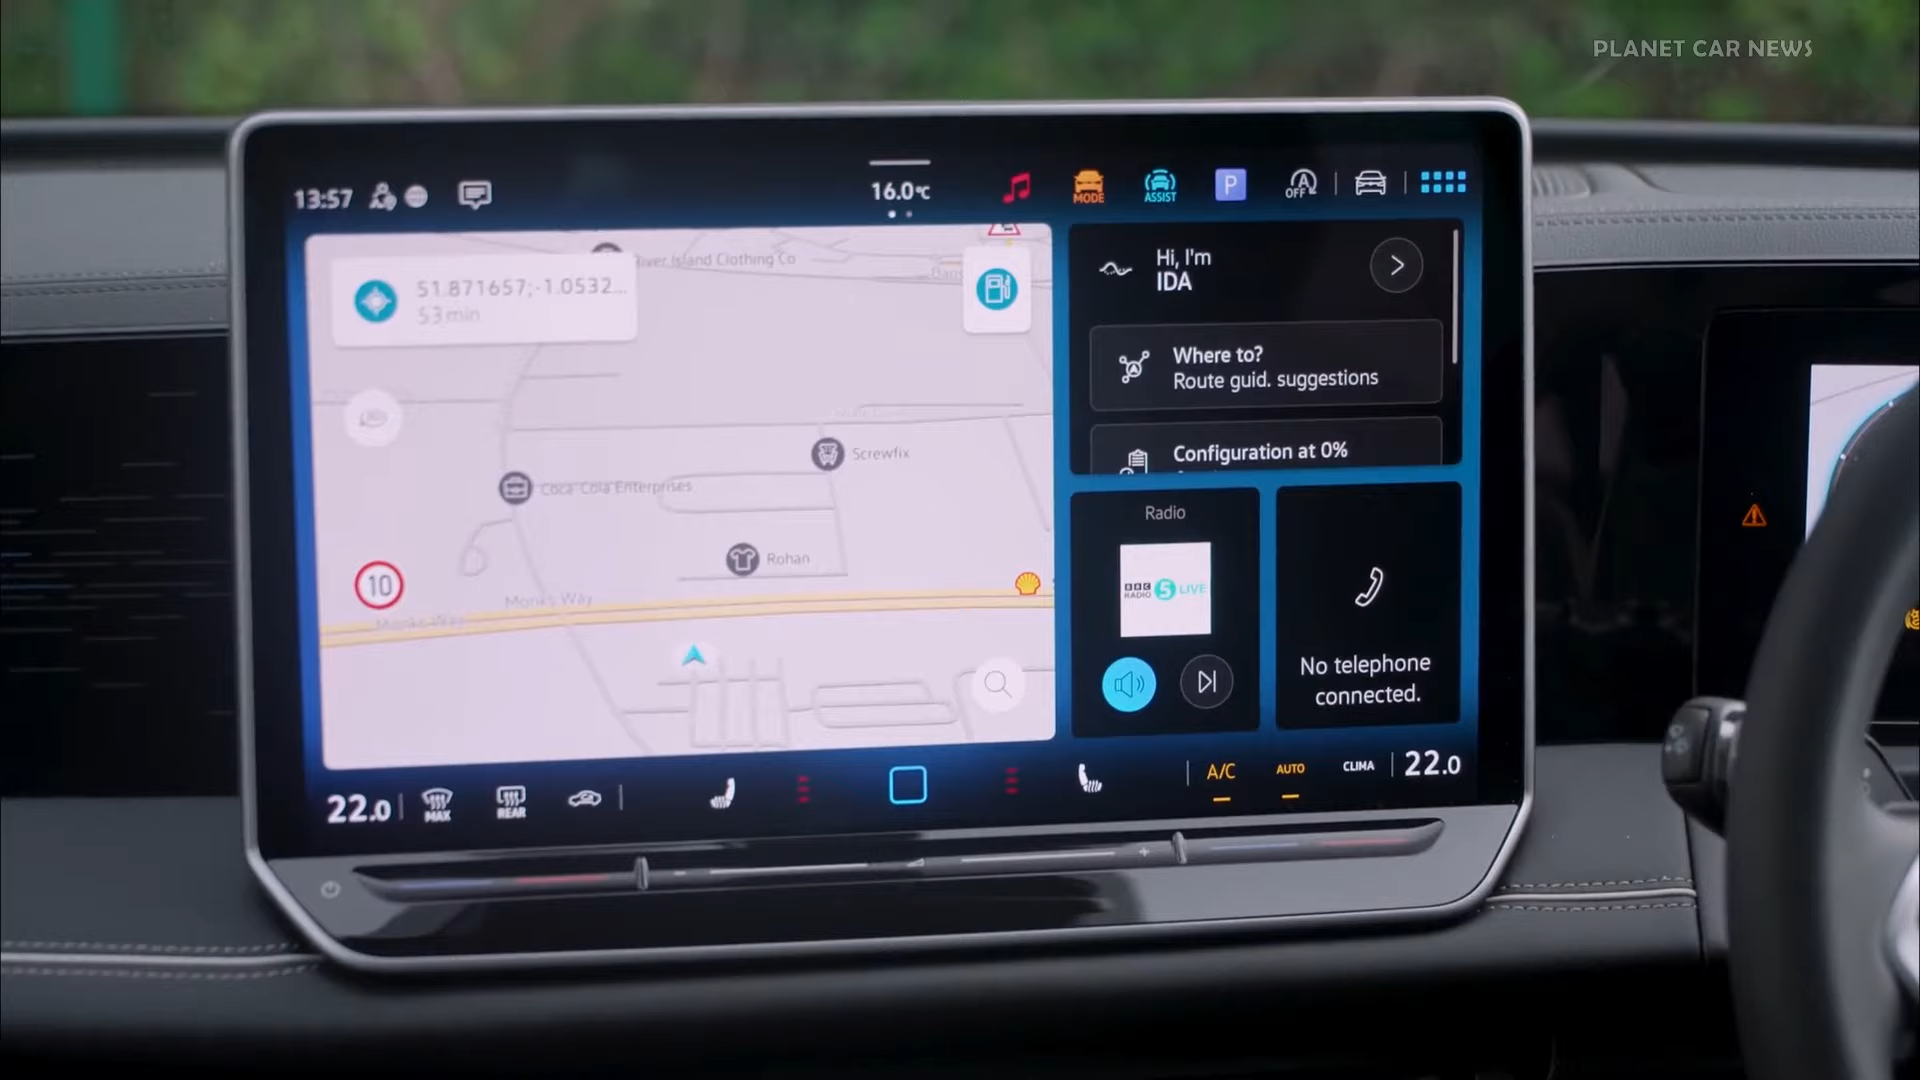 PLANET CAR NEWS
13:57
16.0°C
MODE
ASSIST
P
A
OFF
River Island Clothing Co
51.871657;-1.0532...
53 min
Hi, I'm
IDA
Where to?
Route guid. suggestions
Configuration at 0%
Screwfix
Coca Cola Enterprises
Rohan
10
Monks Way
Monks Way
Radio
BBC
RADIO 5 LIVE
No telephone
connected.
22.0
MAX
REAR
A/C
AUTO
CLIMA
22.0